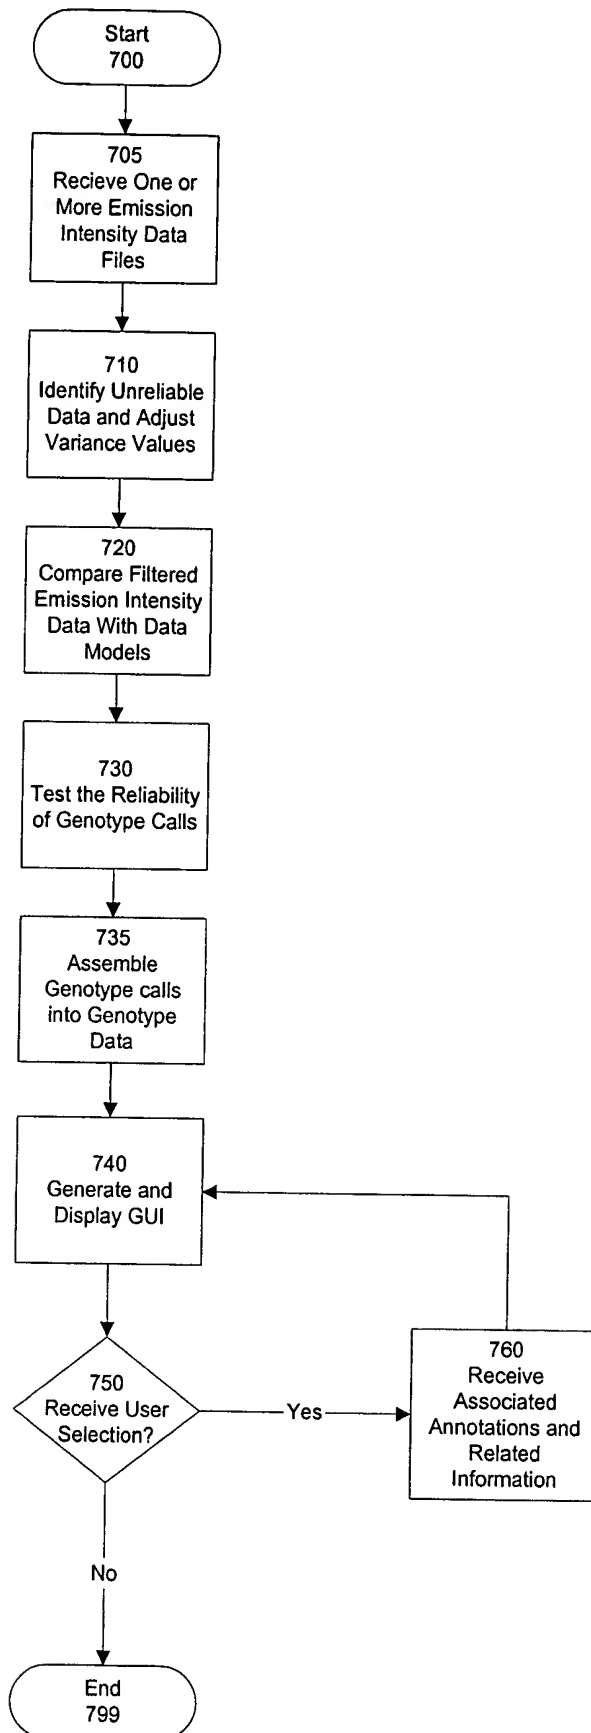 Start
700
705
Recieve One or
More Emission
Intensity Data
Files
710
Identify Unreliable
Data and Adjust
Variance Values
720
Compare Filtered
Emission Intensity
Data With Data
Models
730
Test the Reliability
of Genotype Calls
735
Assemble
Genotype calls
into Genotype
Data
740
Generate and
Display GUI
750
Receive User
Selection?
Yes
760
Receive
Associated
Annotations and
Related
Information
No
End
799